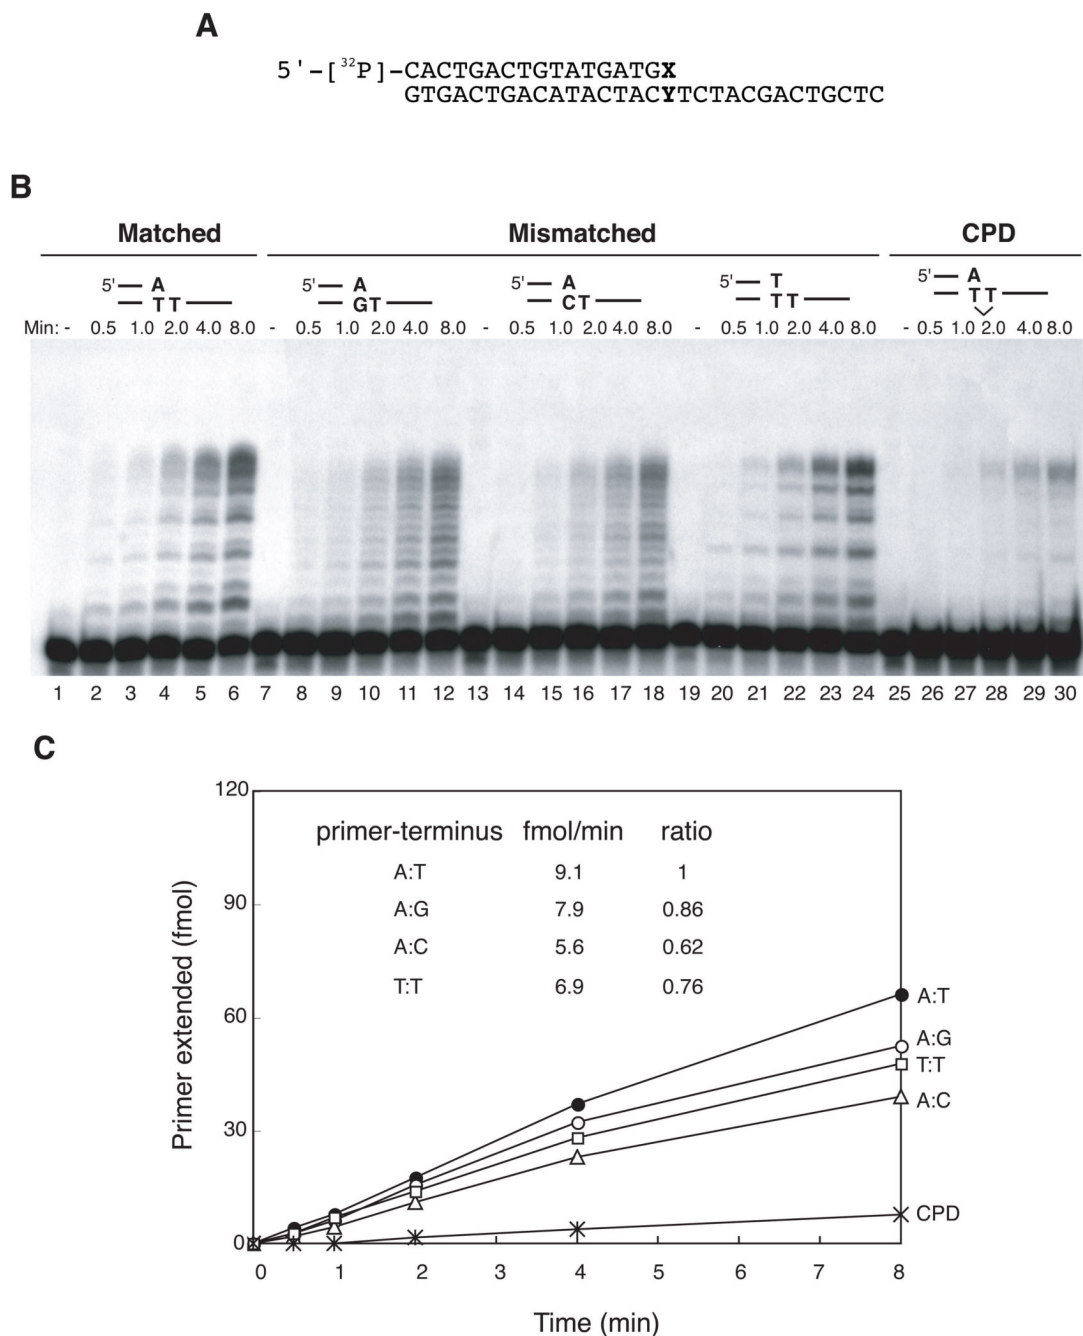 A
5'-[32P]-CACTGACTGTATGATGX
GTGACTGACATACTACYTCTACGACTGCTC
B
Matched Mismatched CPD
5' A 5' A 5' A 5' T 5' A
TT GT CT TT TT
Min: - 0.5 1.0 2.0 4.0 8.0 - 0.5 1.0 2.0 4.0 8.0 - 0.5 1.0 2.0 4.0 8.0 - 0.5 1.0 2.0 4.0 8.0 - 0.5 1.0 2.0 4.0 8.0
1 2 3 4 5 6 7 8 9 10 11 12 13 14 15 16 17 18 19 20 21 22 23 24 25 26 27 28 29 30
C
120
primer-terminus fmol/min ratio
A:T 9.1 1
90
A:G 7.9 0.86
A:C 5.6 0.62
T:T 6.9 0.76
Primer extended (fmol)
60
30
0
A:T
A:G
T:T
A:C
CPD
0 1 2 3 4 5 6 7 8
Time (min)